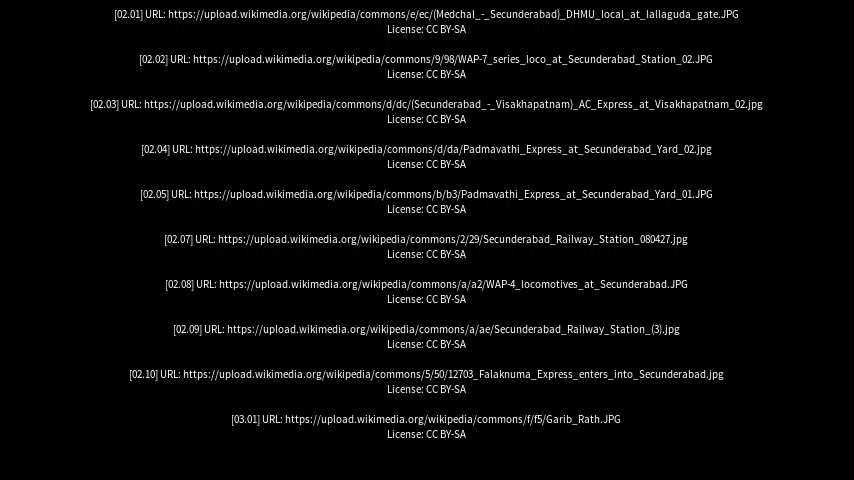 [02.01] URL: https://upload.wikimedia.org/wikipedia/commons/e/ec/(Medchal_-_Secunderabad)_DHMU_local_at_lallaguda_gate.JPG
License: CC BY-SA
[02.02] URL: https://upload.wikimedia.org/wikipedia/commons/9/98/WAP-7_series_loco_at_Secunderabad_Station_02.JPG
License: CC BY-SA
[02.03] URL: https://upload.wikimedia.org/wikipedia/commons/d/dc/(Secunderabad_-_Visakhapatnam)_AC_Express_at_Visakhapatnam_02.jpg
License: CC BY-SA
[02.04] URL: https://upload.wikimedia.org/wikipedia/commons/d/da/Padmavathi_Express_at_Secunderabad_Yard_02.jpg
License: CC BY-SA
[02.05] URL: https://upload.wikimedia.org/wikipedia/commons/b/b3/Padmavathi_Express_at_Secunderabad_Yard_01.JPG
License: CC BY-SA
[02.07] URL: https://upload.wikimedia.org/wikipedia/commons/2/29/Secunderabad_Railway_Station_080427.jpg
License: CC BY-SA
[02.08] URL: https://upload.wikimedia.org/wikipedia/commons/a/a2/WAP-4_locomotives_at_Secunderabad.JPG
License: CC BY-SA
[02.09] URL: https://upload.wikimedia.org/wikipedia/commons/a/ae/Secunderabad_Railway_Station_(3).jpg
License: CC BY-SA
[02.10] URL: https://upload.wikimedia.org/wikipedia/commons/5/50/12703_Falaknuma_Express_enters_into_Secunderabad.jpg
License: CC BY-SA
[03.01] URL: https://upload.wikimedia.org/wikipedia/commons/f/f5/Garib_Rath.JPG
License: CC BY-SA